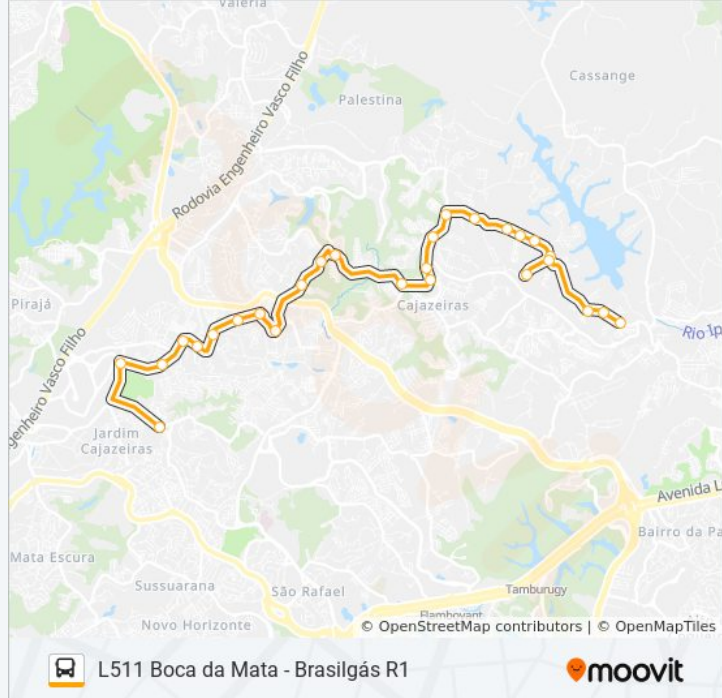 Valéria
Cassange
Palestina
Rodovia Engenheiro Vasco Filho
Pirajá
Cajazeiras
Rio Ip
genheiro Vasco Filho
Jardim
Cajazeiras
Avenida L
Bairro da Pa
Mata Escura
Sussuarana
São Rafael
Tamburugy
Novo Horizonte
Flamboyant
© OpenStreetMap contributors | © OpenMapTiles
L511 Boca da Mata - Brasilgás R1
moovit